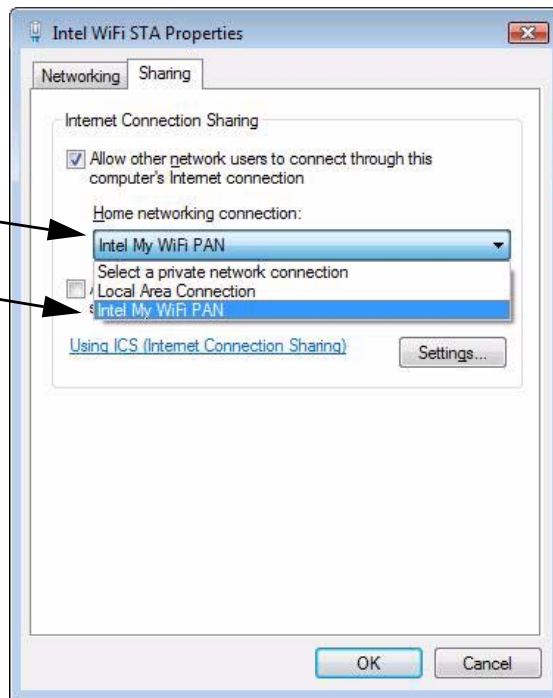 Intel WiFi STA Properties
Networking
Sharing
Internet Connection Sharing
Allow other network users to connect through this
computer's Internet connection
Home networking connection:
Intel My WiFi PAN
Select a private network connection
Local Area Connection
Intel My WiFi PAN
Using ICS (Internet Connection Sharing)
Settings...
OK
Cancel